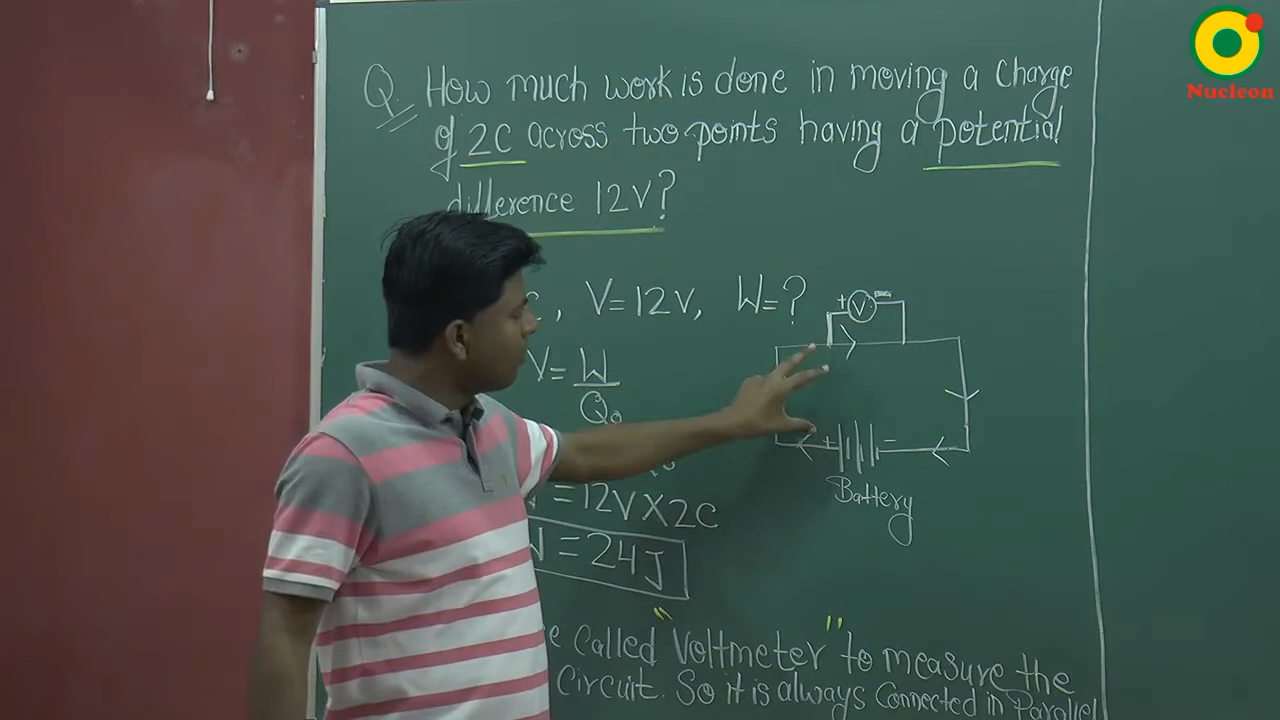 Nucleon
Q. How much work is done in moving a charge
of 2C across two points having a potential
difference 12V?
, V=12V, W=?
V=W/Q₀
=12V×2C
=24J
+ V
+ -
Battery
called "Voltmeter" to measure the
circuit. So it is always connected in Parallel